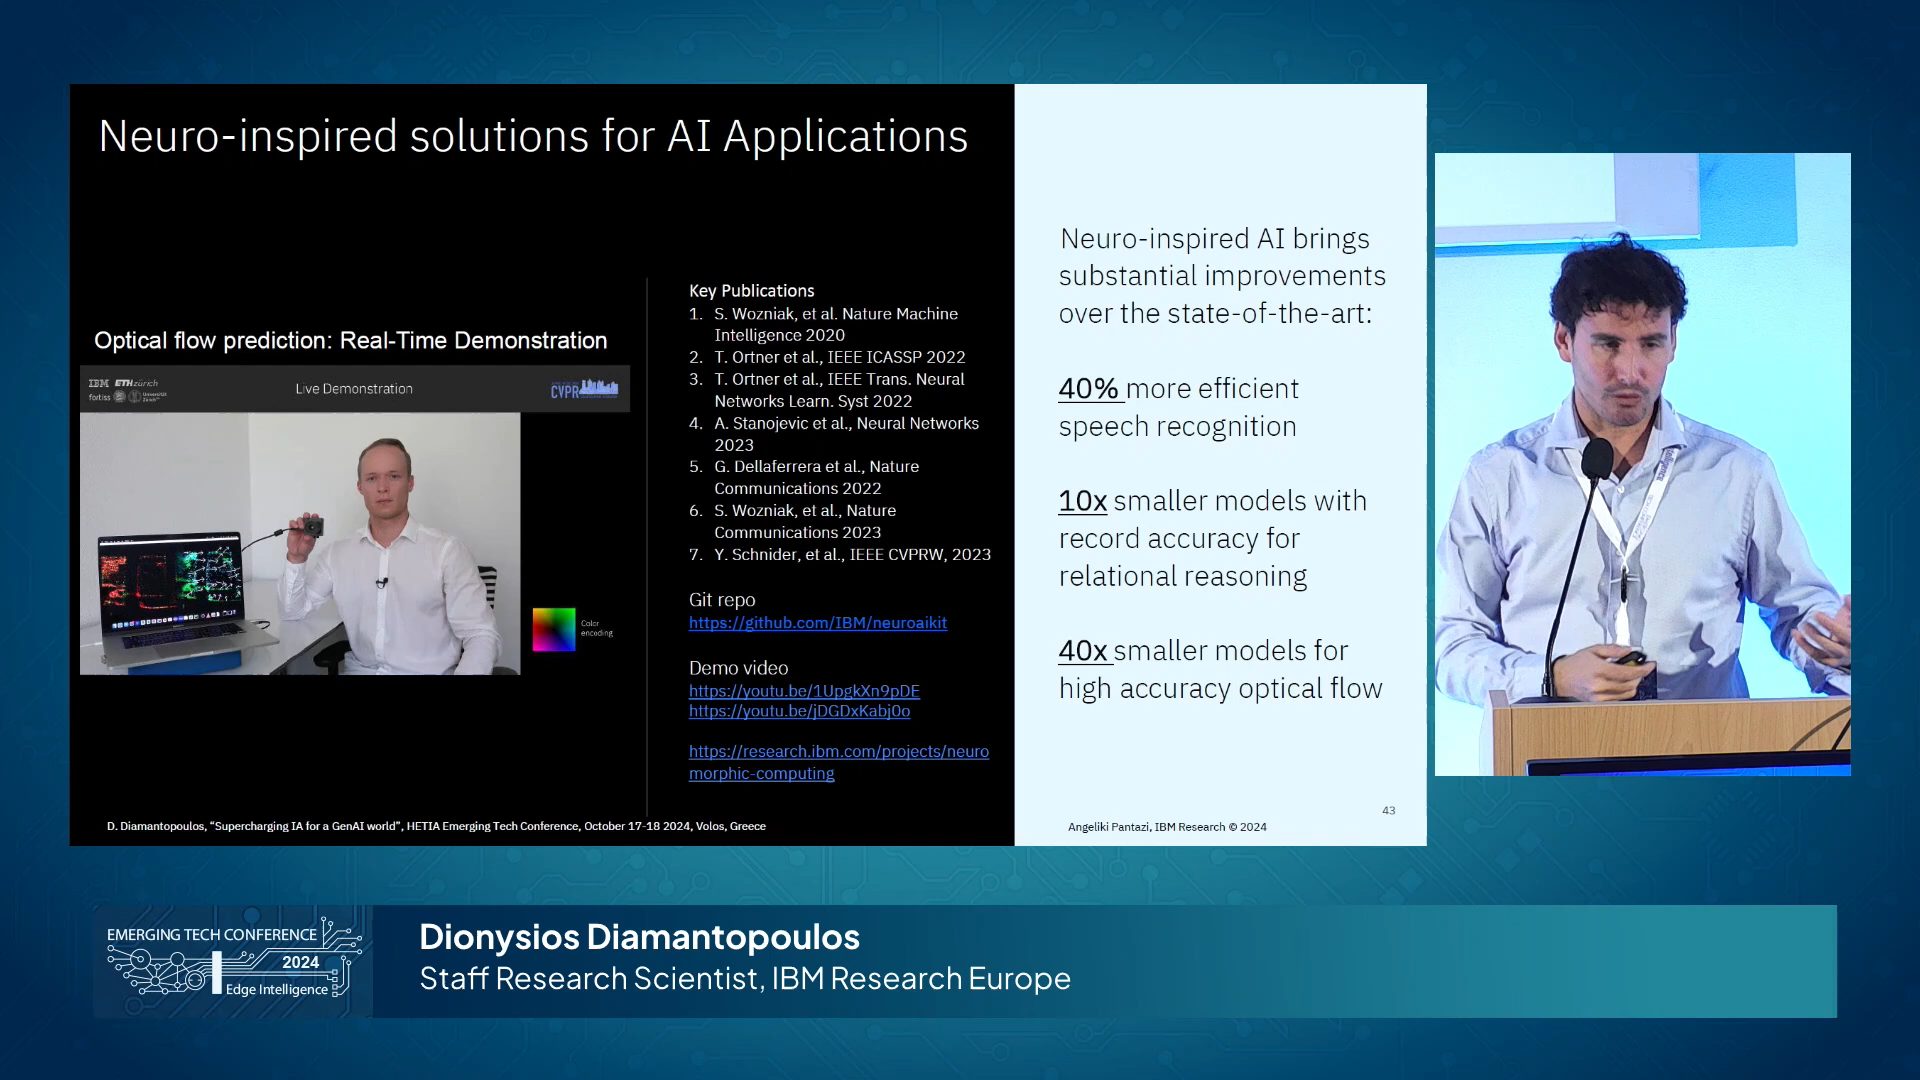 Neuro-inspired solutions for AI Applications
Optical flow prediction: Real-Time Demonstration
IBM ETHzürich
fortiss
Live Demonstration
CVPR
Color
encoding
Key Publications
1. S. Wozniak, et al. Nature Machine
Intelligence 2020
2. T. Ortner et al., IEEE ICASSP 2022
3. T. Ortner et al., IEEE Trans. Neural
Networks Learn. Syst 2022
4. A. Stanojevic et al., Neural Networks
2023
5. G. Dellaferrera et al., Nature
Communications 2022
6. S. Wozniak, et al., Nature
Communications 2023
7. Y. Schnider, et al., IEEE CVPRW, 2023
Git repo
https://github.com/IBM/neuroaikit
Demo video
https://youtu.be/1UpgkXn9pDE
https://youtu.be/jDGDxKabj0o
https://research.ibm.com/projects/neuro
morphic-computing
D. Diamantopoulos, “Supercharging IA for a GenAI world”, HETIA Emerging Tech Conference, October 17-18 2024, Volos, Greece
Neuro-inspired AI brings
substantial improvements
over the state-of-the-art:
40% more efficient
speech recognition
10x smaller models with
record accuracy for
relational reasoning
40x smaller models for
high accuracy optical flow
43
Angeliki Pantazi, IBM Research © 2024
EMERGING TECH CONFERENCE
2024
Edge Intelligence
Dionysios Diamantopoulos
Staff Research Scientist, IBM Research Europe